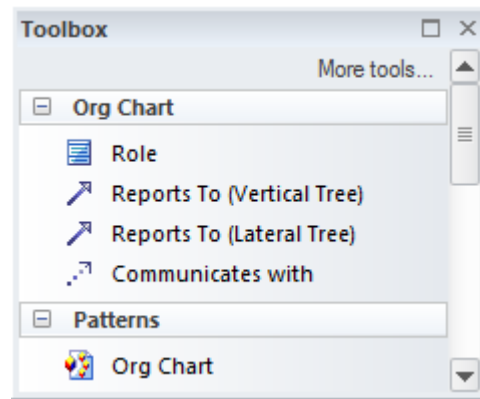 Toolbox
More tools...
Org Chart
Role
Reports To (Vertical Tree)
Reports To (Lateral Tree)
Communicates with
Patterns
Org Chart